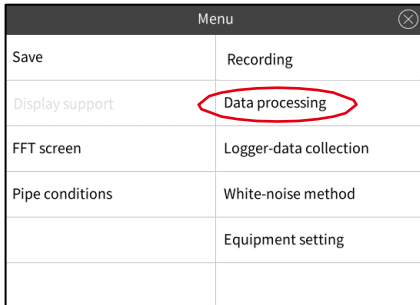 Menu
Save
Recording
Display support
Data processing
FFT screen
Logger-data collection
Pipe conditions
White-noise method
Equipment setting